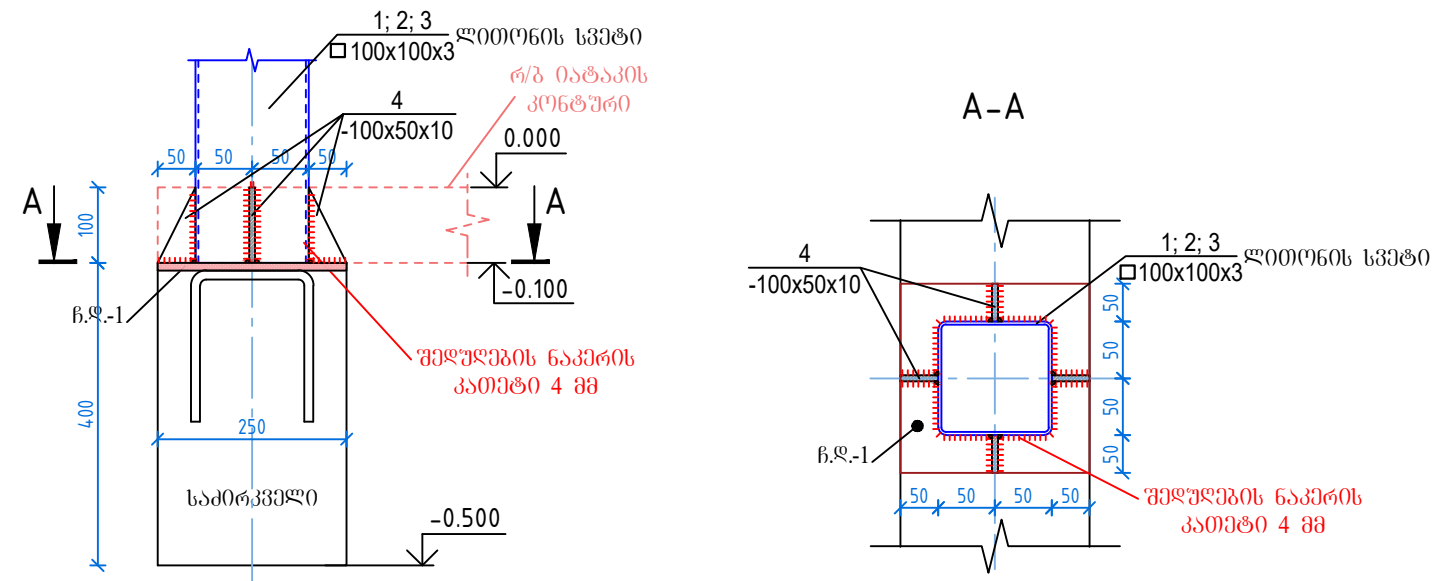 1; 2; 3
□100x100x3
ლითონის სვეტი
რ/ბ იატაკის
კონტური
4
-100x50x10
0.000
50 50 50 50
A A
100
-0.100
ჩ.დ.-1
შედუღების ნაკერის
კათეტი 4 მმ
400
250
საძირკველი
-0.500
A-A
4
-100x50x10
1; 2; 3
□100x100x3
ლითონის სვეტი
50
50
50
50
ჩ.დ.-1
50 50 50 50
შედუღების ნაკერის
კათეტი 4 მმ